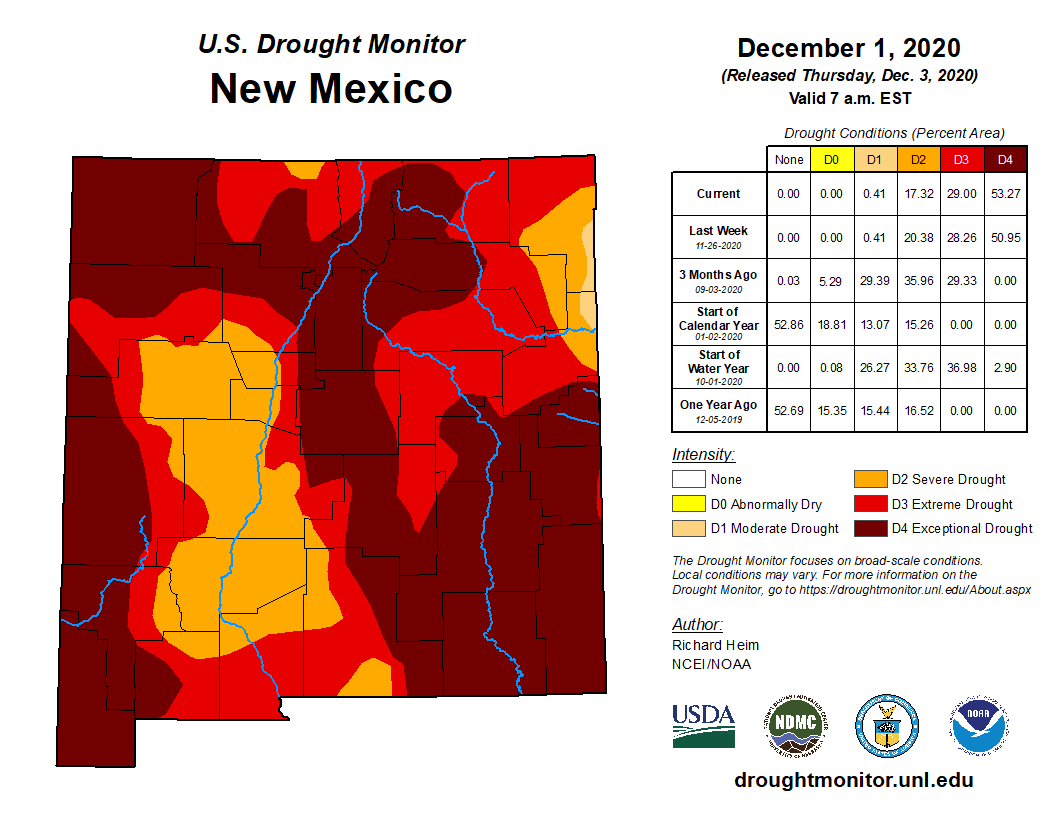 U.S. Drought Monitor
New Mexico
December 1, 2020
(Released Thursday, Dec. 3, 2020)
Valid 7 a.m. EST
Drought Conditions (Percent Area)
None D0 D1 D2 D3 D4
Current 0.00 0.00 0.41 17.32 29.00 53.27
Last Week
11-26-2020 0.00 0.00 0.41 20.38 28.26 50.95
3 Months Ago
09-03-2020 0.03 5.29 29.39 35.96 29.33 0.00
Start of
Calendar Year
01-02-2020 52.86 18.81 13.07 15.26 0.00 0.00
Start of
Water Year
10-01-2020 0.00 0.08 26.27 33.76 36.98 2.90
One Year Ago
12-05-2019 52.69 15.35 15.44 16.52 0.00 0.00
Intensity:
None
D0 Abnormally Dry
D1 Moderate Drought
D2 Severe Drought
D3 Extreme Drought
D4 Exceptional Drought
The Drought Monitor focuses on broad-scale conditions.
Local conditions may vary. For more information on the
Drought Monitor, go to https://droughtmonitor.unl.edu/About.aspx
Author:
Richard Heim
NCEI/NOAA
USDA
NDMC
NOAA
droughtmonitor.unl.edu